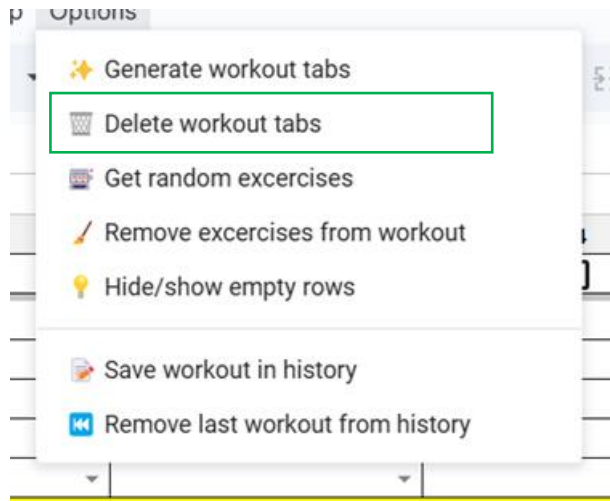 Options
Generate workout tabs
Delete workout tabs
Get random excercises
Remove excercises from workout
Hide/show empty rows
Save workout in history
Remove last workout from history